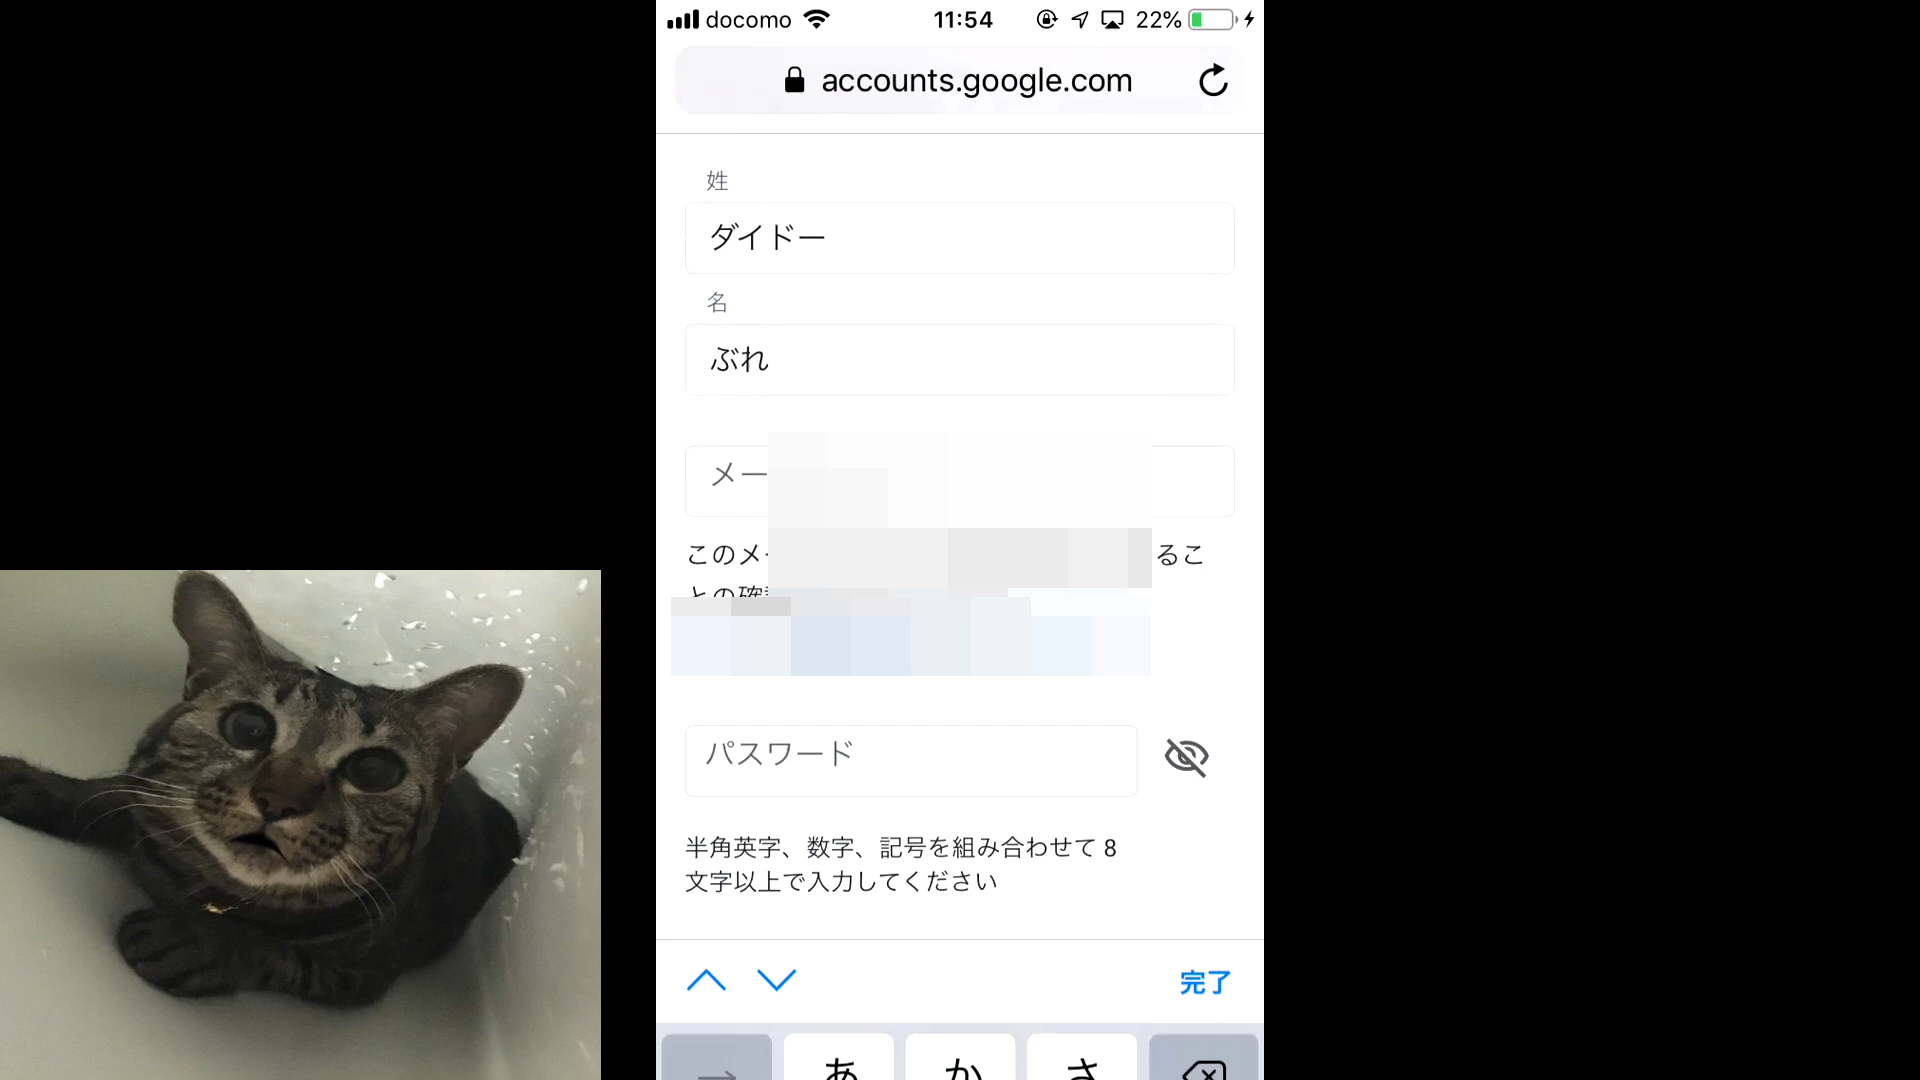 docomo 11:54 22%
accounts.google.com
姓
ダイドー
名
ぶれ
メー
このメ
るこ
との確
パスワード
半角英字、数字、記号を組み合わせて 8
文字以上で入力してください
完了
→ あ か さ